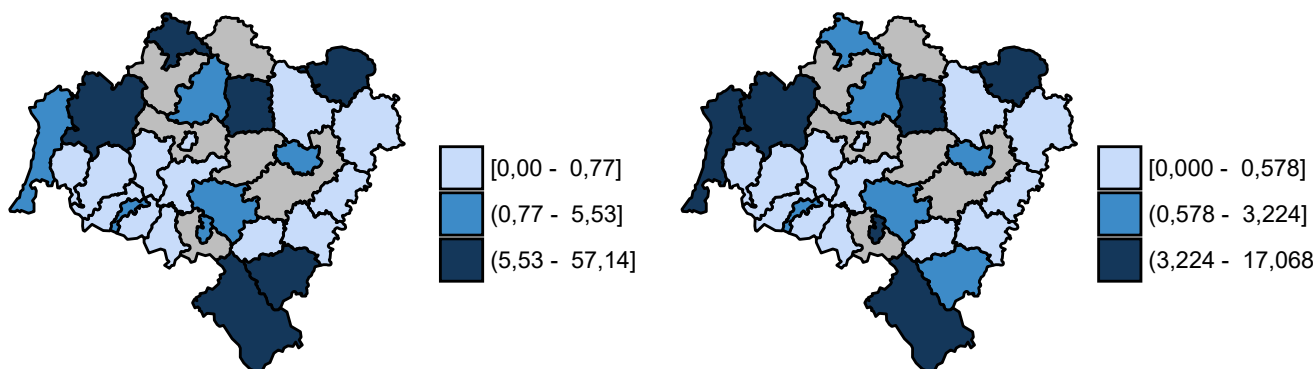 [0,00 - 0,77]
(0,77 - 5,53]
(5,53 - 57,14]
[0,000 - 0,578]
(0,578 - 3,224]
(3,224 - 17,068